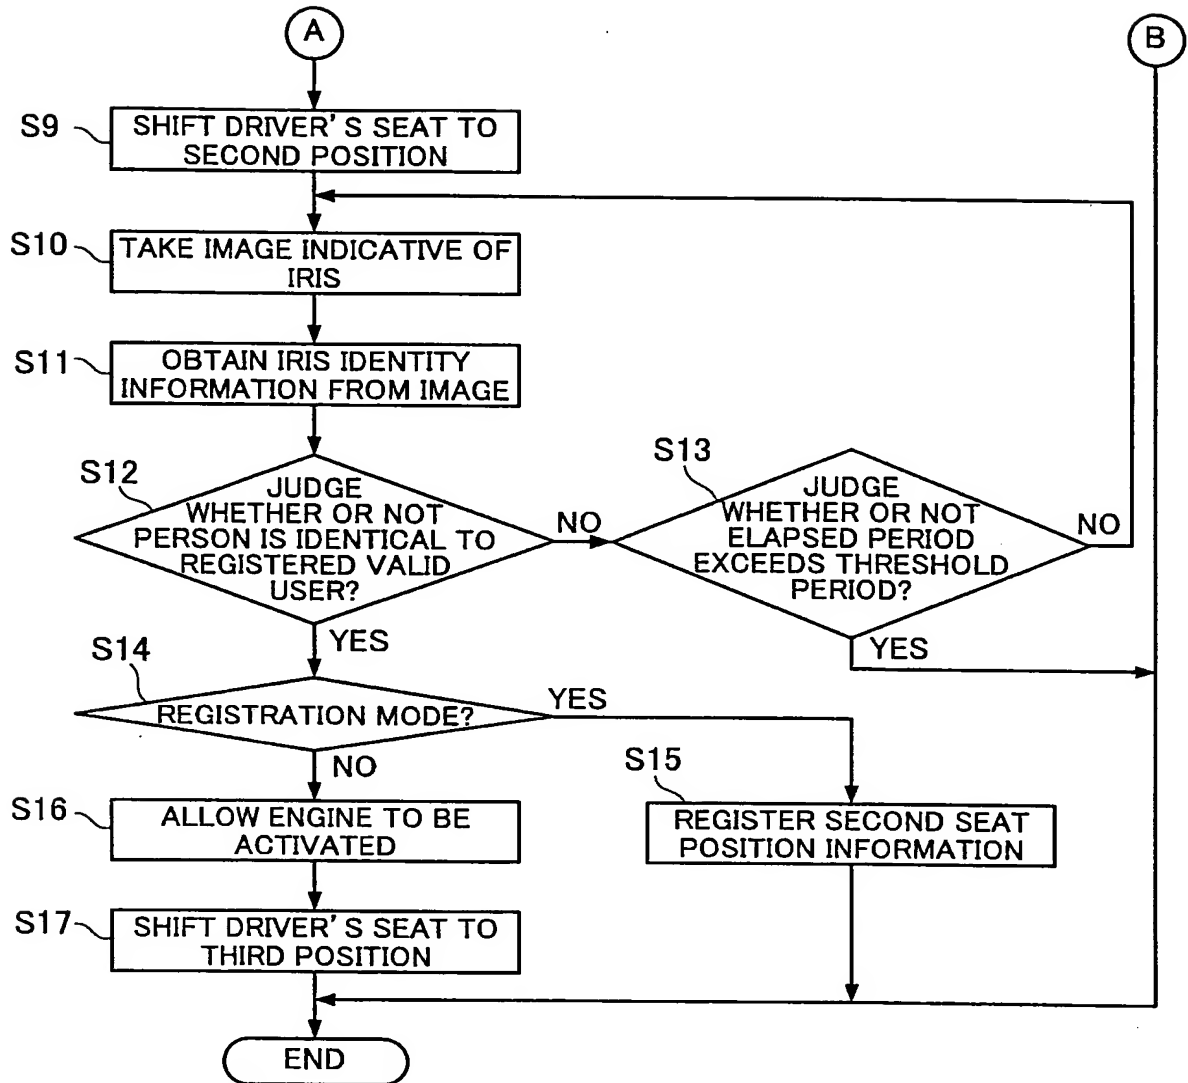 A
B
S9
SHIFT DRIVER'S SEAT TO
SECOND POSITION
S10
TAKE IMAGE INDICATIVE OF
IRIS
S11
OBTAIN IRIS IDENTITY
INFORMATION FROM IMAGE
S12
JUDGE
WHETHER OR NOT
PERSON IS IDENTICAL TO
REGISTERED VALID
USER?
NO
YES
S13
JUDGE
WHETHER OR NOT
ELAPSED PERIOD
EXCEEDS THRESHOLD
PERIOD?
NO
YES
S14
REGISTRATION MODE?
YES
NO
S15
REGISTER SECOND SEAT
POSITION INFORMATION
S16
ALLOW ENGINE TO BE
ACTIVATED
S17
SHIFT DRIVER'S SEAT TO
THIRD POSITION
END